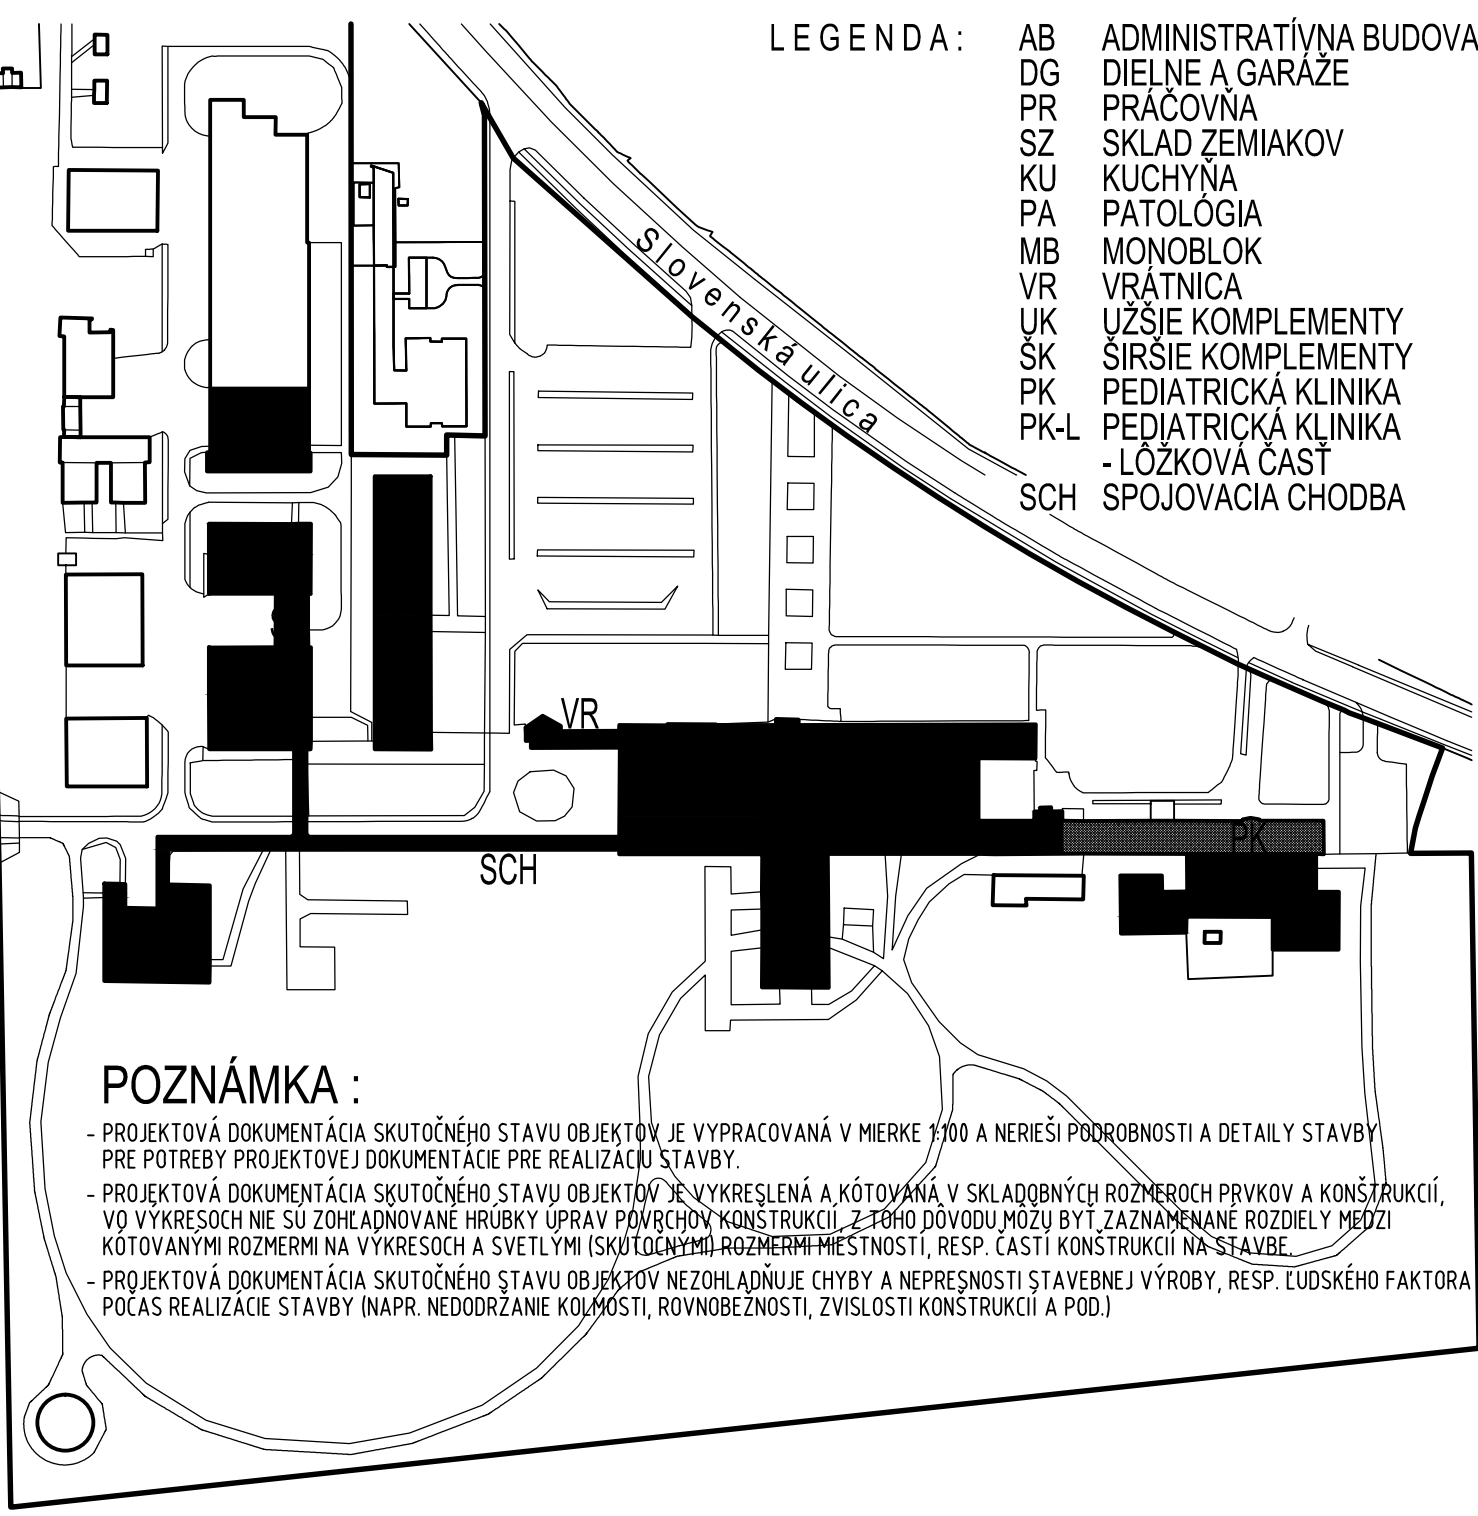 LEGENDA:
AB ADMINISTRATÍVNA BUDOVA
DG DIELNE A GARÁŽE
PR PRÁČOVŇA
SZ SKLAD ZEMIAKOV
KU KUCHYŇA
PA PATOLÓGIA
MB MONOBLOK
VR VRÁTNICA
UK UŽŠIE KOMPLEMENTY
ŠK ŠIRŠIE KOMPLEMENTY
PK PEDIATRICKÁ KLINIKA
PK-L PEDIATRICKÁ KLINIKA
- LÔŽKOVÁ ČASŤ
SCH SPOJOVACIA CHODBA
Slovenská ulica
VR
SCH
PK
POZNÁMKA :
- PROJEKTOVÁ DOKUMENTÁCIA SKUTOČNÉHO STAVU OBJEKTOV JE VYPRACOVANÁ V MIERKE 1:100 A NERIEŠI PODROBNOSTI A DETAILY STAVBY
PRE POTREBY PROJEKTOVEJ DOKUMENTÁCIE PRE REALIZÁCIU STAVBY.
- PROJEKTOVÁ DOKUMENTÁCIA SKUTOČNÉHO STAVU OBJEKTOV JE VYKRESLENÁ A KÓTOVANÁ V SKLADOBNÝCH ROZMEROCH PRVKOV A KONŠTRUKCIÍ,
VO VÝKRESOCH NIE SÚ ZOHĽADŇOVANÉ HRÚBKY ÚPRAV POVRCHOV KONŠTRUKCIÍ, Z TOHO DÔVODU MÔŽU BYŤ ZAZNAMENANÉ ROZDIELY MEDZI
KÓTOVANÝMI ROZMERMI NA VÝKRESOCH A SVETLÝMI (SKUTOČNÝMI) ROZMERMI MIESTNOSTÍ, RESP. ČASTÍ KONŠTRUKCIÍ NA STAVBE.
- PROJEKTOVÁ DOKUMENTÁCIA SKUTOČNÉHO STAVU OBJEKTOV NEZOHĽADŇUJE CHYBY A NEPRESNOSTI STAVEBNEJ VÝROBY, RESP. ĽUDSKÉHO FAKTORA
POČAS REALIZÁCIE STAVBY (NAPR. NEDODRŽANIE KOLMOSTI, ROVNOBEŽNOSTI, ZVISLOSTI KONŠTRUKCIÍ A POD.)